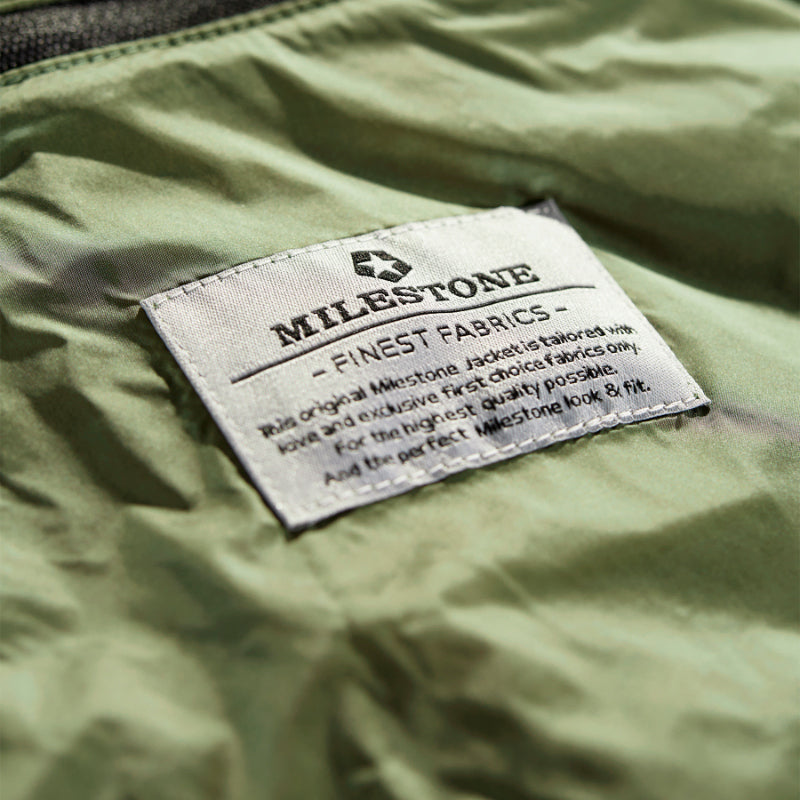 MILESTONE
- FINEST FABRICS -
This original Milestone Jacket is tailored with
love and exclusive first choice fabrics only.
For the highest quality possible.
And the perfect Milestone look & fit.